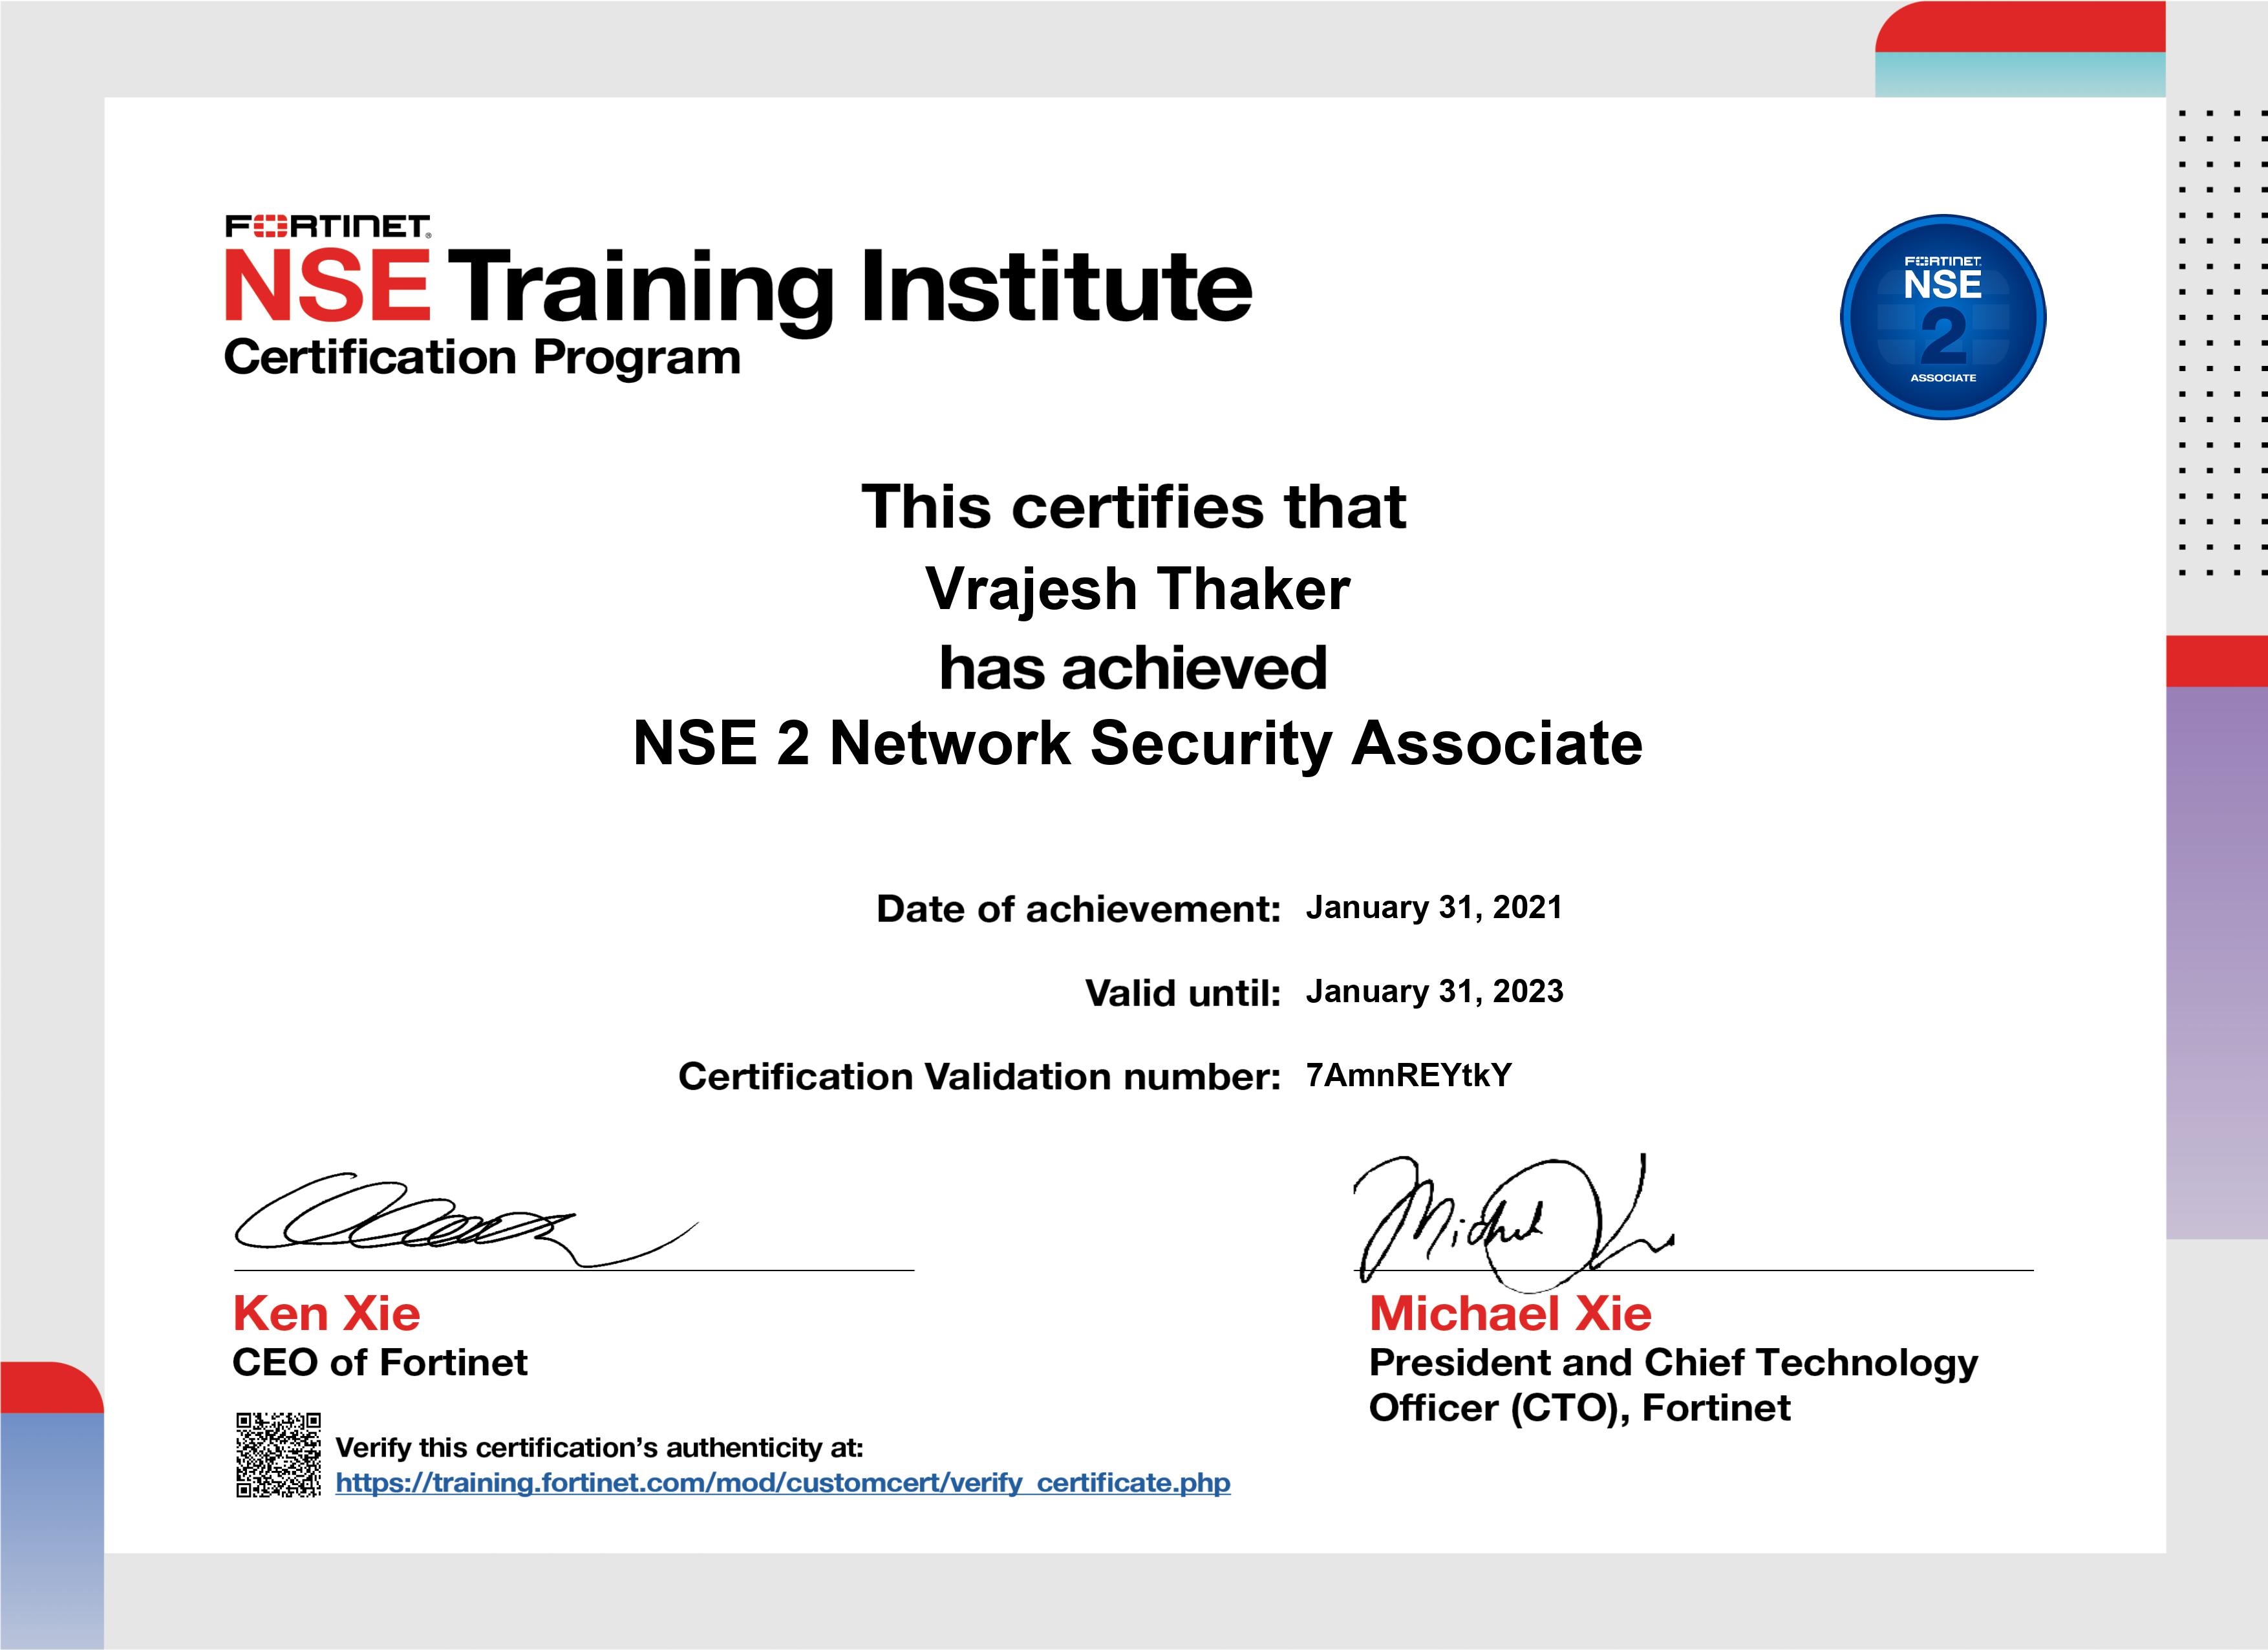 FORTINET®
NSE Training Institute
Certification Program
FORTINET
NSE
2
ASSOCIATE
This certifies that
Vrajesh Thaker
has achieved
NSE 2 Network Security Associate
Date of achievement: January 31, 2021
Valid until: January 31, 2023
Certification Validation number: 7AmnREYtkY
Michael
Ken Xie
CEO of Fortinet
Michael Xie
President and Chief Technology
Officer (CTO), Fortinet
Verify this certification's authenticity at:
https://training.fortinet.com/mod/customcert/verify_certificate.php